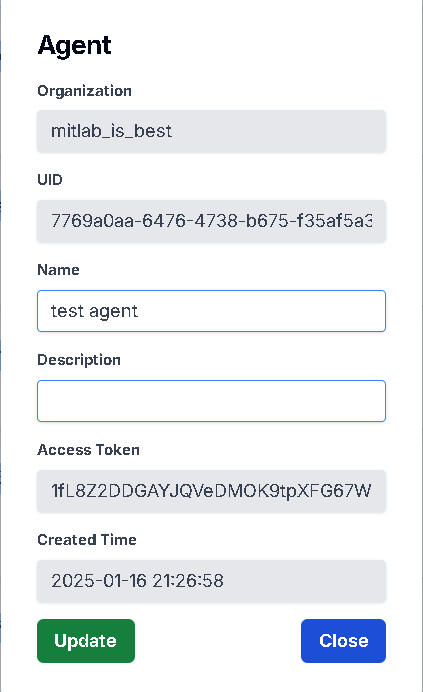 Agent
Organization
mitlab_is_best
UID
7769a0aa-6476-4738-b675-f35af5a3
Name
test agent
Description
Access Token
1fL8Z2DDGAYJQVeDMOK9tpXFG67W
Created Time
2025-01-16 21:26:58
Update
Close